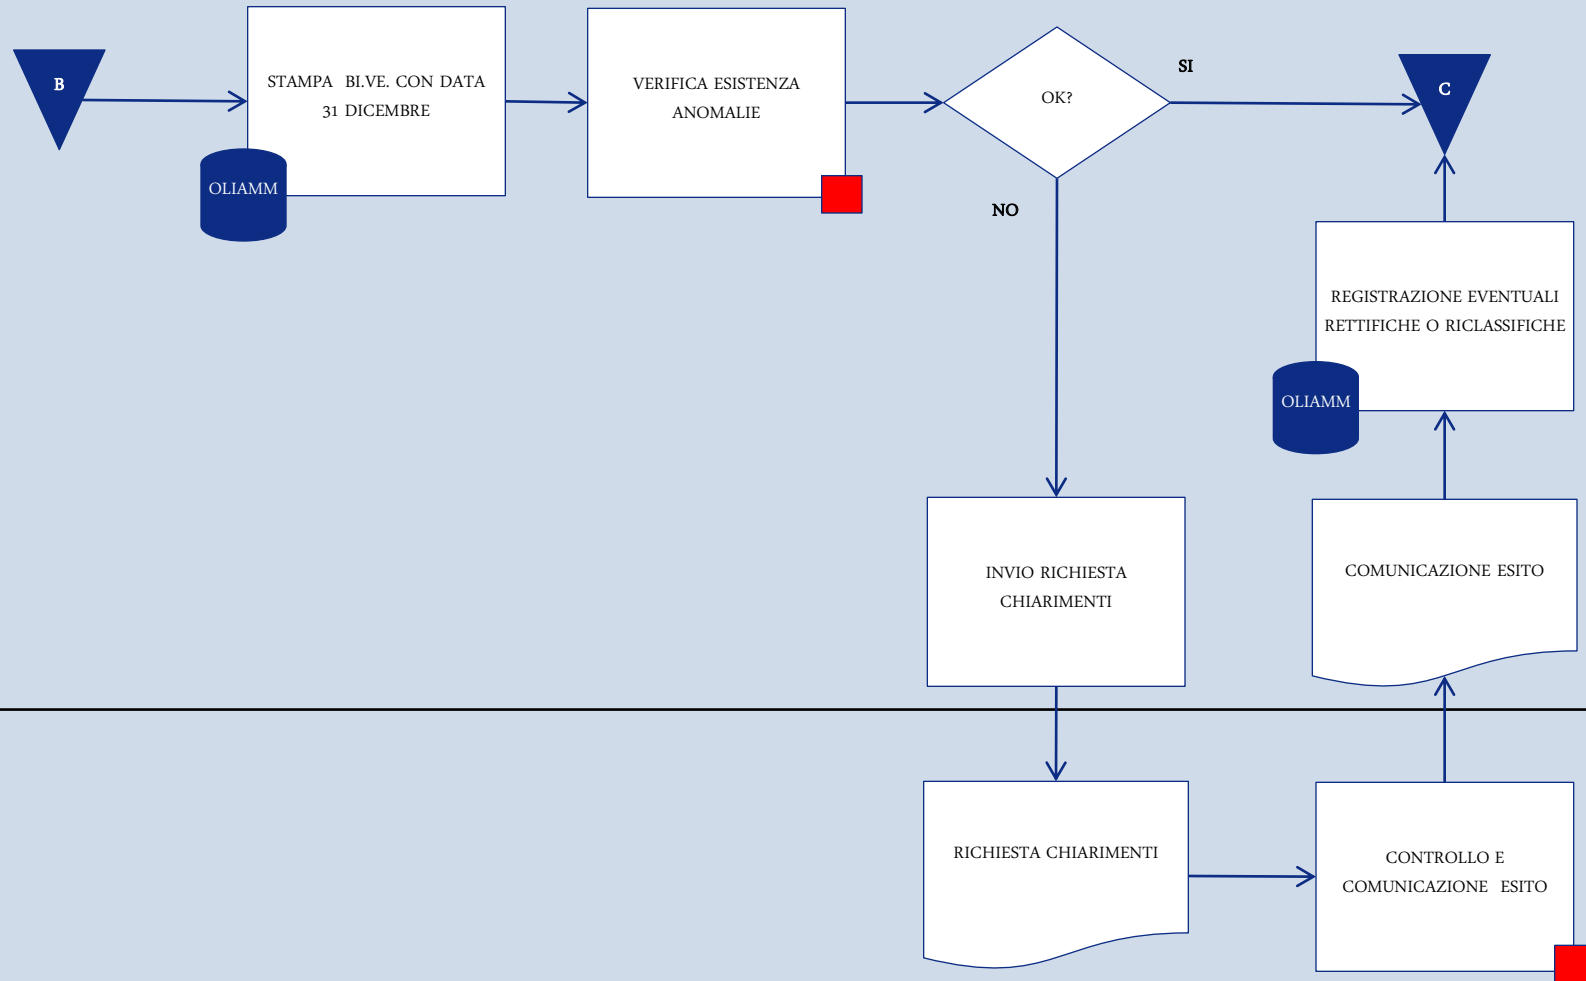 B
STAMPA BI.VE. CON DATA
31 DICEMBRE
OLIAMM
VERIFICA ESISTENZA
ANOMALIE
OK?
SI
NO
C
REGISTRAZIONE EVENTUALI
RETTIFICHE O RICLASSIFICHE
OLIAMM
INVIO RICHIESTA
CHIARIMENTI
COMUNICAZIONE ESITO
RICHIESTA CHIARIMENTI
CONTROLLO E
COMUNICAZIONE ESITO